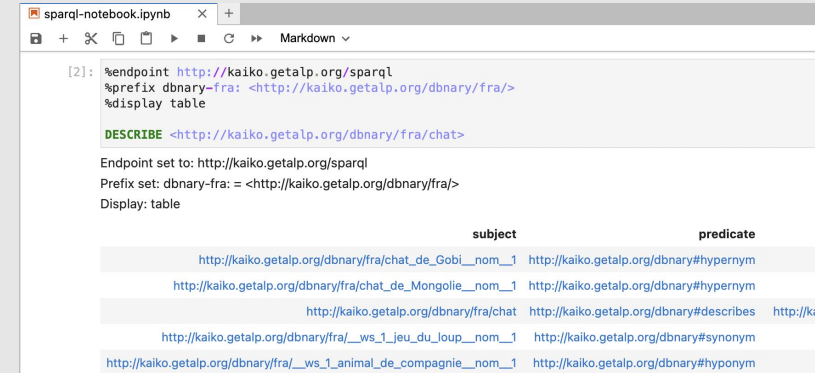 sparql-notebook.ipynb
Markdown
[2]:
%endpoint http://kaiko.getalp.org/sparql
%prefix dbnary-fra: <http://kaiko.getalp.org/dbnary/fra/>
%display table
DESCRIBE <http://kaiko.getalp.org/dbnary/fra/chat>
Endpoint set to: http://kaiko.getalp.org/sparql
Prefix set: dbnary-fra: = <http://kaiko.getalp.org/dbnary/fra/>
Display: table
subject predicate
http://kaiko.getalp.org/dbnary/fra/chat_de_Gobi__nom__1 http://kaiko.getalp.org/dbnary#hypernym
http://kaiko.getalp.org/dbnary/fra/chat_de_Mongolie__nom__1 http://kaiko.getalp.org/dbnary#hypernym
http://kaiko.getalp.org/dbnary/fra/chat http://kaiko.getalp.org/dbnary#describes http://ka
http://kaiko.getalp.org/dbnary/fra/__ws_1_jeu_du_loup__nom__1 http://kaiko.getalp.org/dbnary#synonym
http://kaiko.getalp.org/dbnary/fra/__ws_1_animal_de_compagnie__nom__1 http://kaiko.getalp.org/dbnary#hyponym